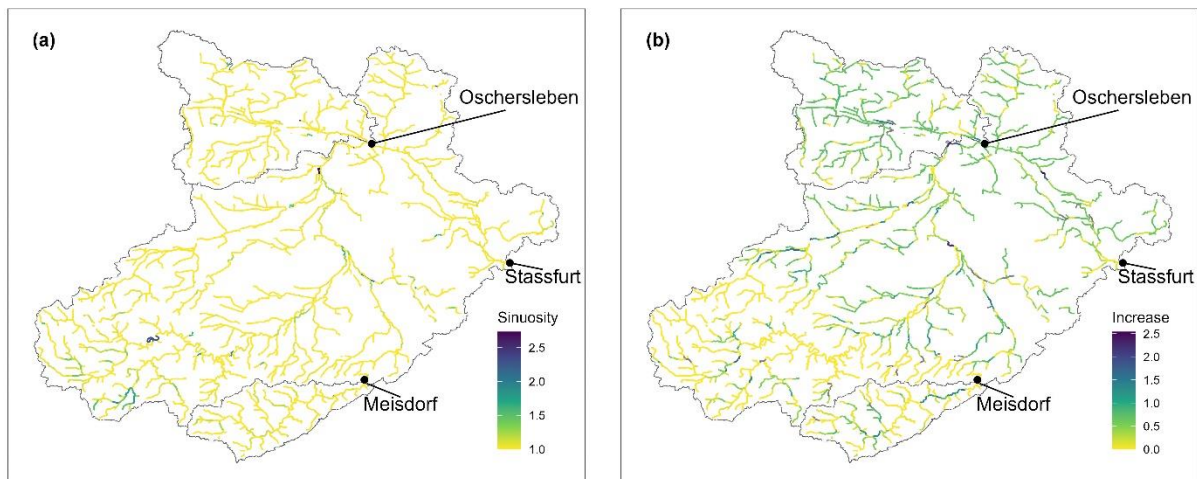 (a)
Oschersleben
Stassfurt
Sinuosity
2.5
2.0
1.5
1.0
Meisdorf
(b)
Oschersleben
Stassfurt
Increase
2.5
2.0
1.5
1.0
0.5
0.0
Meisdorf